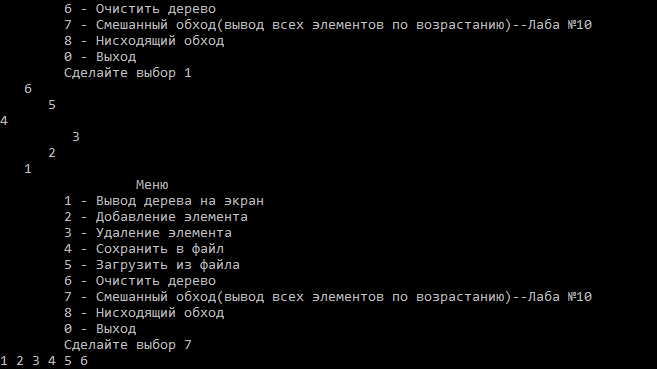 6 - Очистить дерево
7 - Смешанный обход(вывод всех элементов по возрастанию)--Лаба №10
8 - Нисходящий обход
0 - Выход
Сделайте выбор 1
6
5
4
3
2
1
Меню
1 - Вывод дерева на экран
2 - Добавление элемента
3 - Удаление элемента
4 - Сохранить в файл
5 - Загрузить из файла
6 - Очистить дерево
7 - Смешанный обход(вывод всех элементов по возрастанию)--Лаба №10
8 - Нисходящий обход
0 - Выход
Сделайте выбор 7
1 2 3 4 5 6